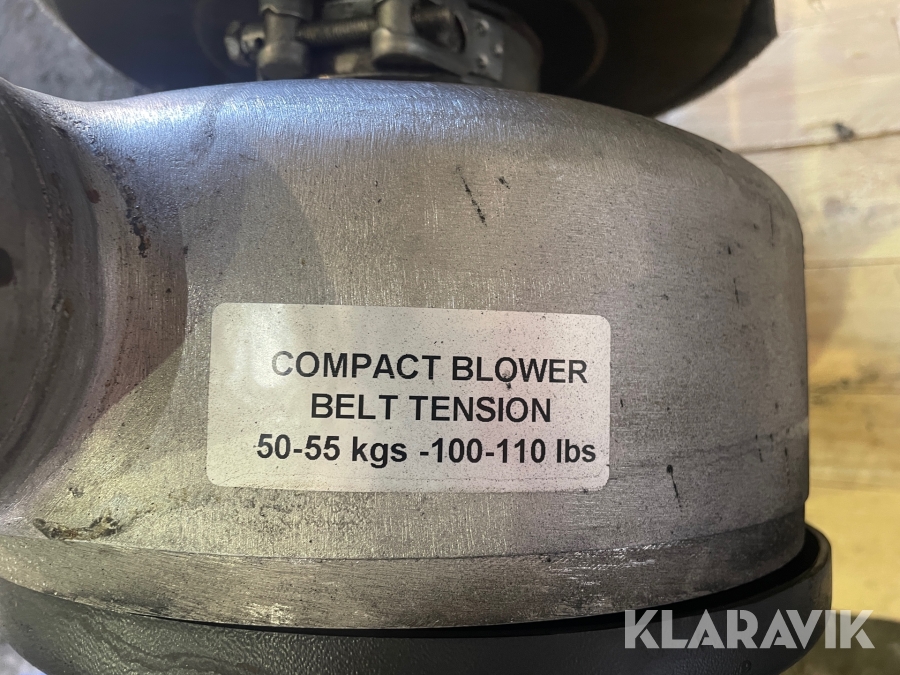 COMPACT BLOWER
BELT TENSION
50-55 kgs -100-110 lbs
KLARAVIK